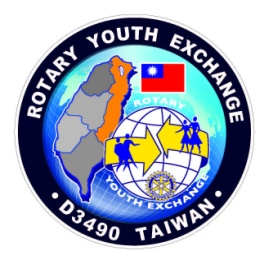 ROTARY YOUTH EXCHANGE
ROTARY
YOUTH EXCHANGE
• D3490 TAIWAN •